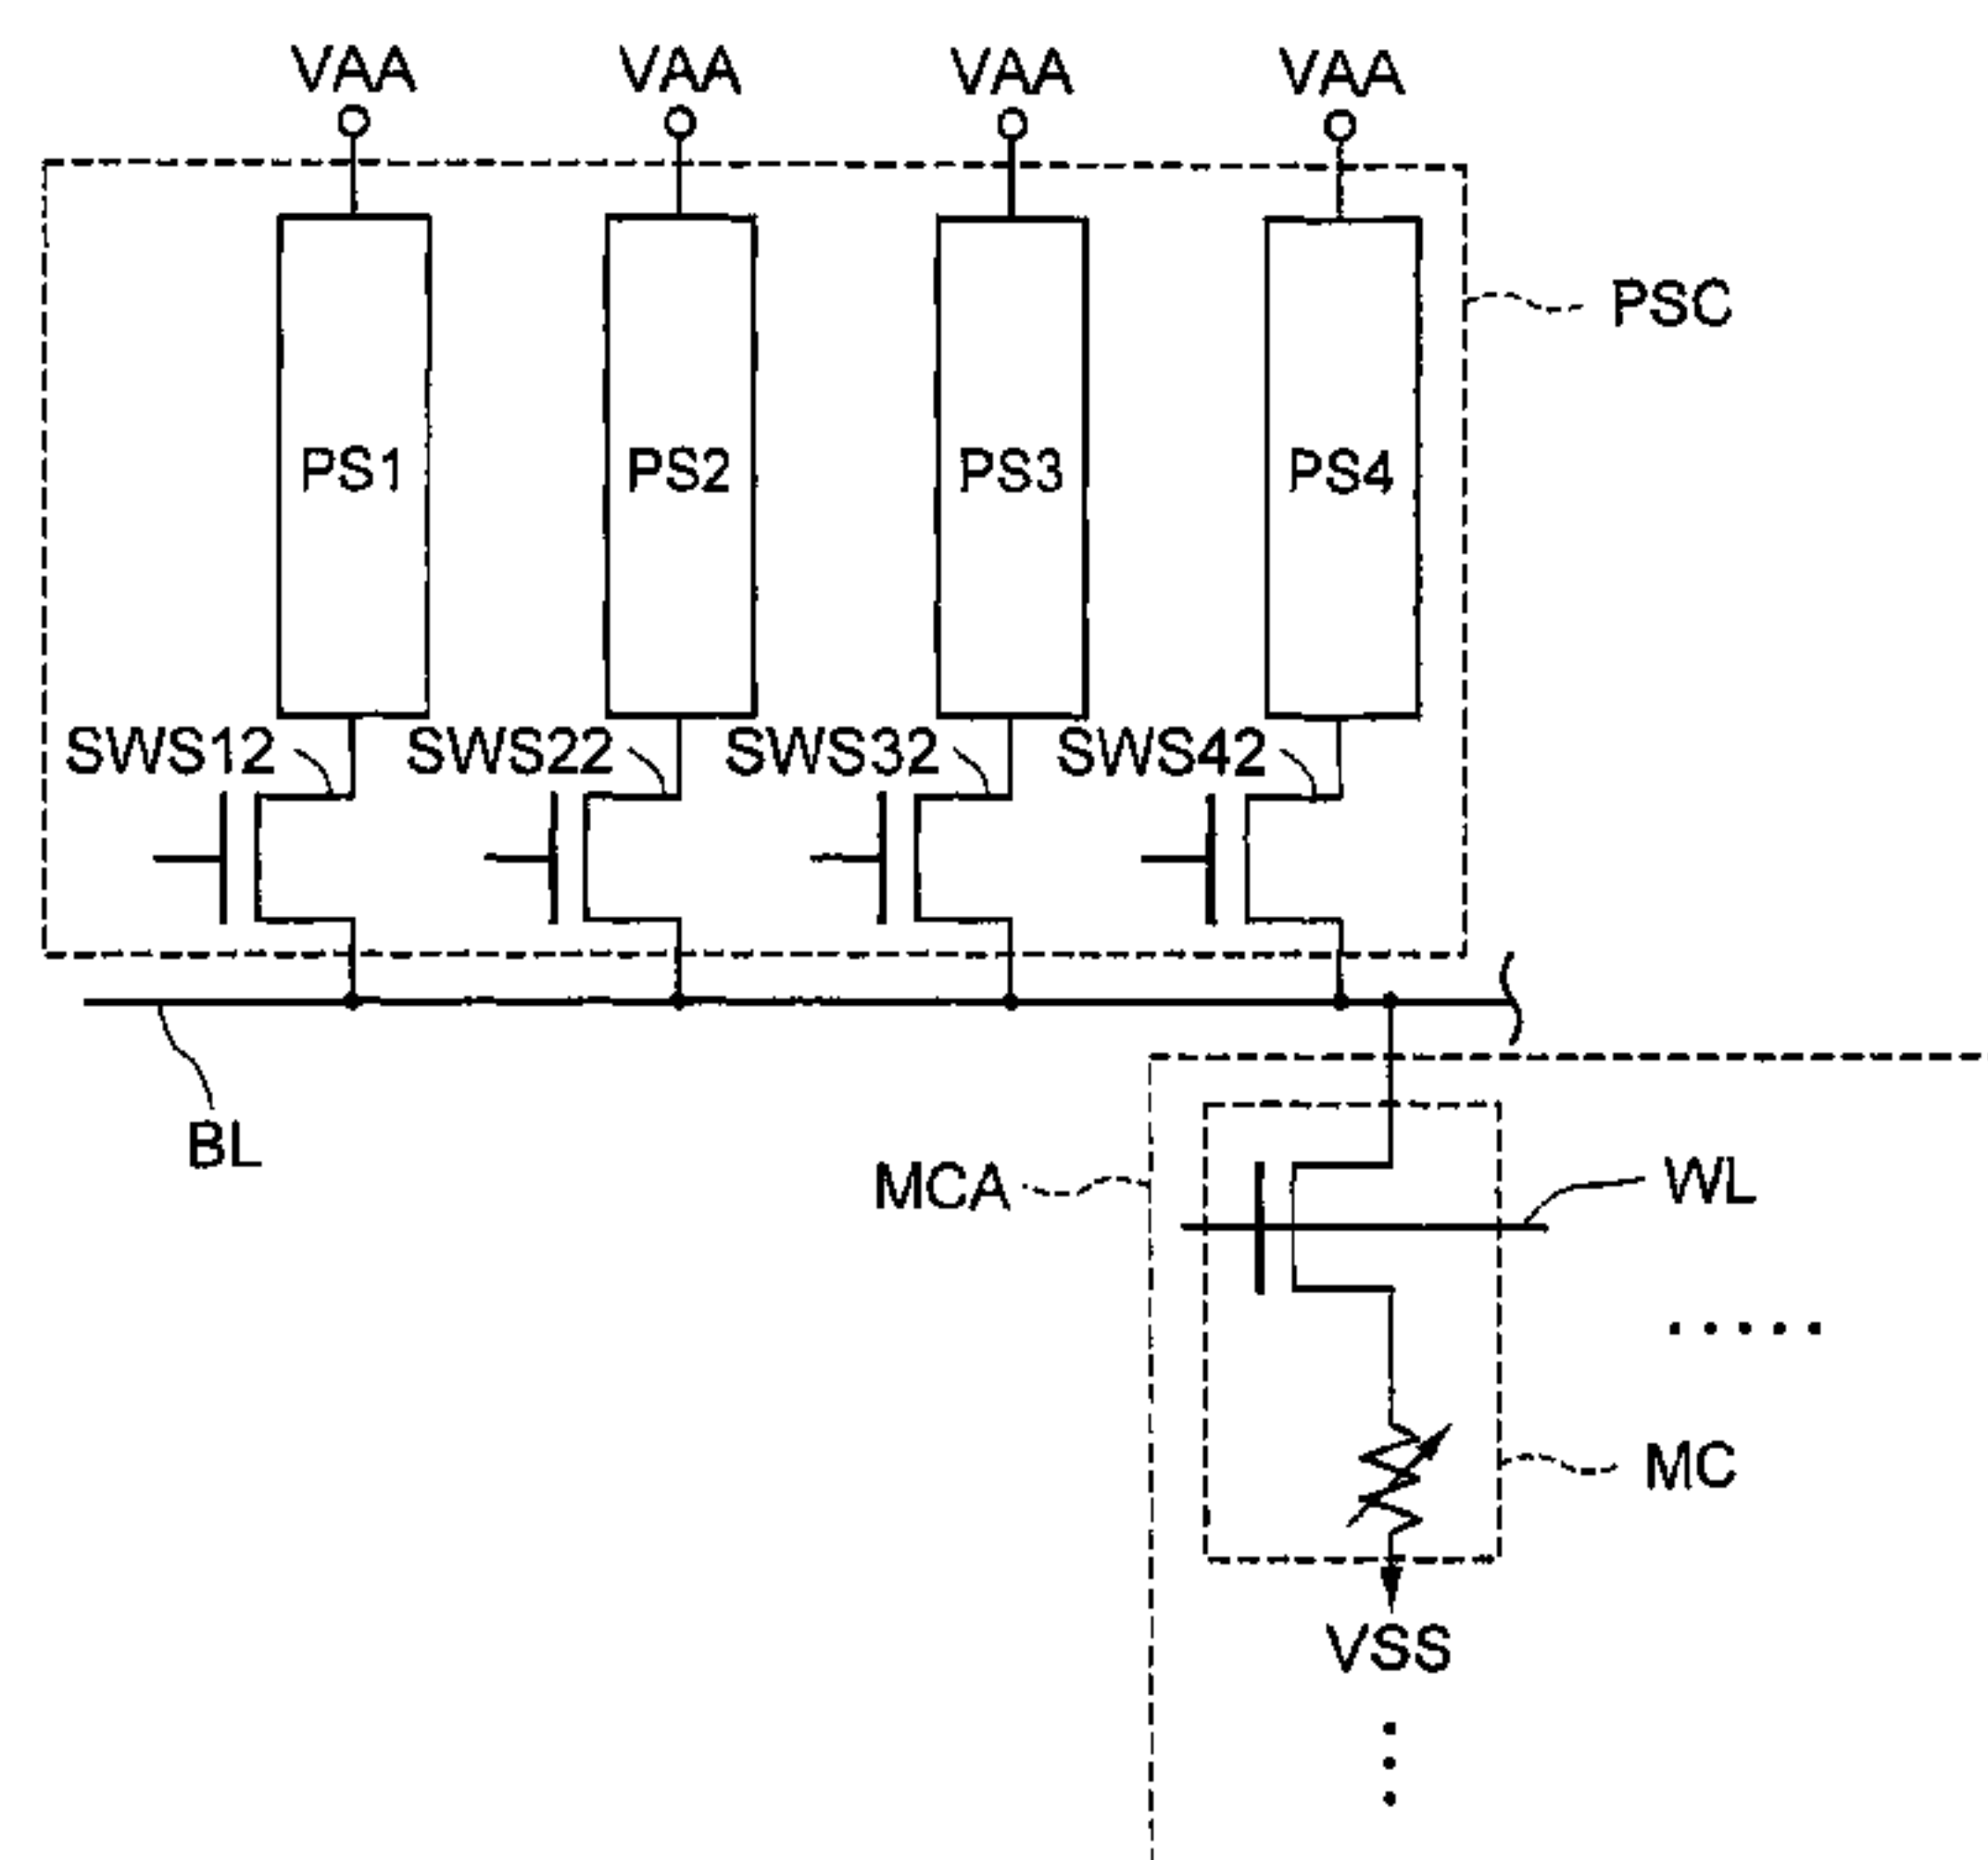 VAA VAA VAA VAA
PSC
PS1 PS2 PS3 PS4
SWS12 SWS22 SWS32 SWS42
BL
MCA
WL
MC
VSS